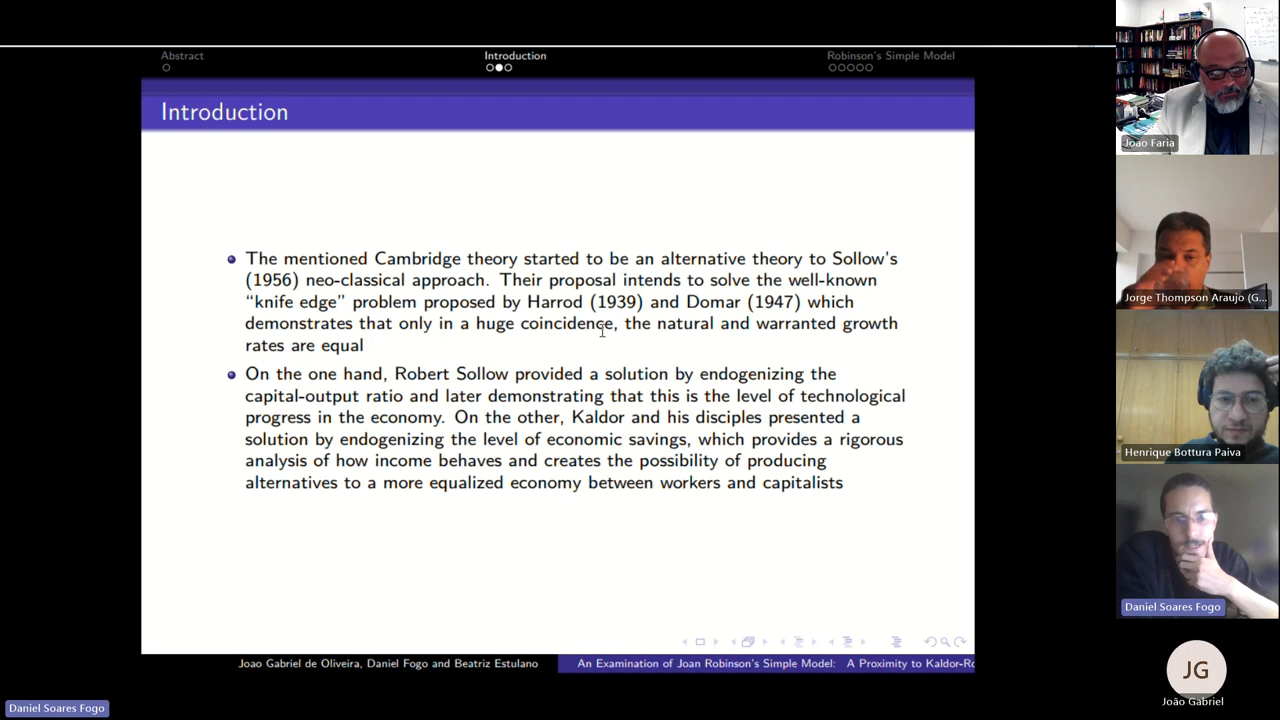 Abstract
Introduction
Robinson's Simple Model
Introduction
The mentioned Cambridge theory started to be an alternative theory to Sollow's
(1956) neo-classical approach. Their proposal intends to solve the well-known
“knife edge” problem proposed by Harrod (1939) and Domar (1947) which
demonstrates that only in a huge coincidence, the natural and warranted growth
rates are equal
On the one hand, Robert Sollow provided a solution by endogenizing the
capital-output ratio and later demonstrating that this is the level of technological
progress in the economy. On the other, Kaldor and his disciples presented a
solution by endogenizing the level of economic savings, which provides a rigorous
analysis of how income behaves and creates the possibility of producing
alternatives to a more equalized economy between workers and capitalists
Joao Gabriel de Oliveira, Daniel Fogo and Beatriz Estulano
An Examination of Joan Robinson's Simple Model: A Proximity to Kaldor-Ro
Joao Faria
Jorge Thompson Araujo (G...
Henrique Bottura Paiva
Daniel Soares Fogo
JG
João Gabriel
Daniel Soares Fogo